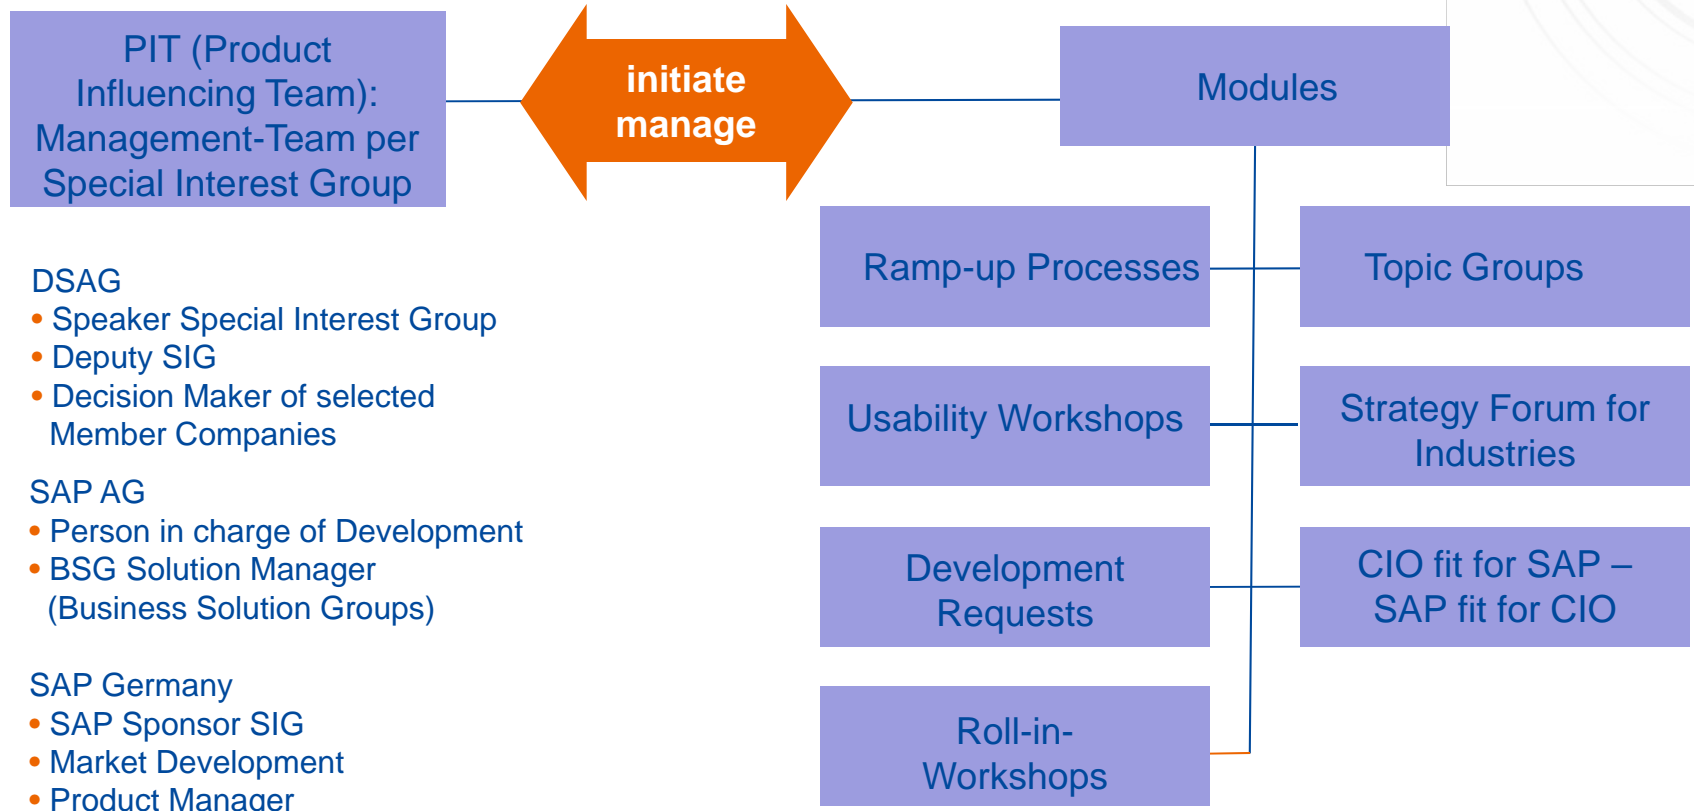 PIT (Product
Influencing Team):
Management-Team per
Special Interest Group
initiate
manage
Modules
DSAG
• Speaker Special Interest Group
• Deputy SIG
• Decision Maker of selected
Member Companies
SAP AG
• Person in charge of Development
• BSG Solution Manager
(Business Solution Groups)
SAP Germany
• SAP Sponsor SIG
• Market Development
• Product Manager
Ramp-up Processes
Topic Groups
Usability Workshops
Strategy Forum for
Industries
Development
Requests
CIO fit for SAP –
SAP fit for CIO
Roll-in-
Workshops